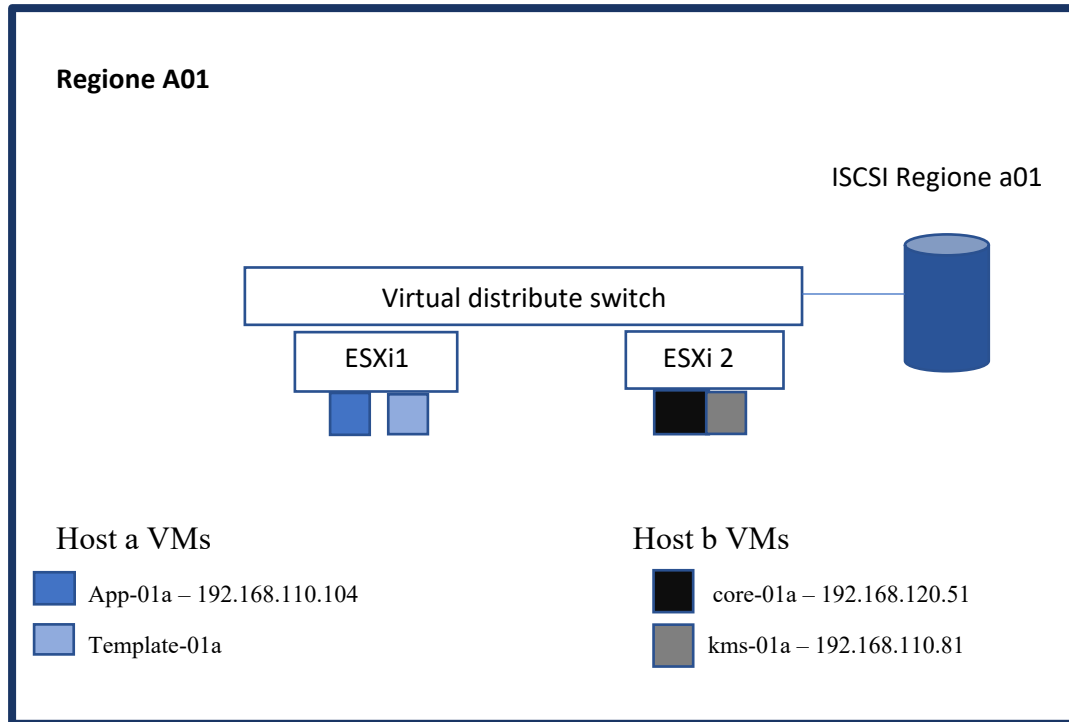 Regione A01
ISCSI Regione a01
Virtual distribute switch
ESXi1
ESXi 2
Host a VMs
Host b VMs
App-01a – 192.168.110.104
core-01a – 192.168.120.51
Template-01a
kms-01a – 192.168.110.81